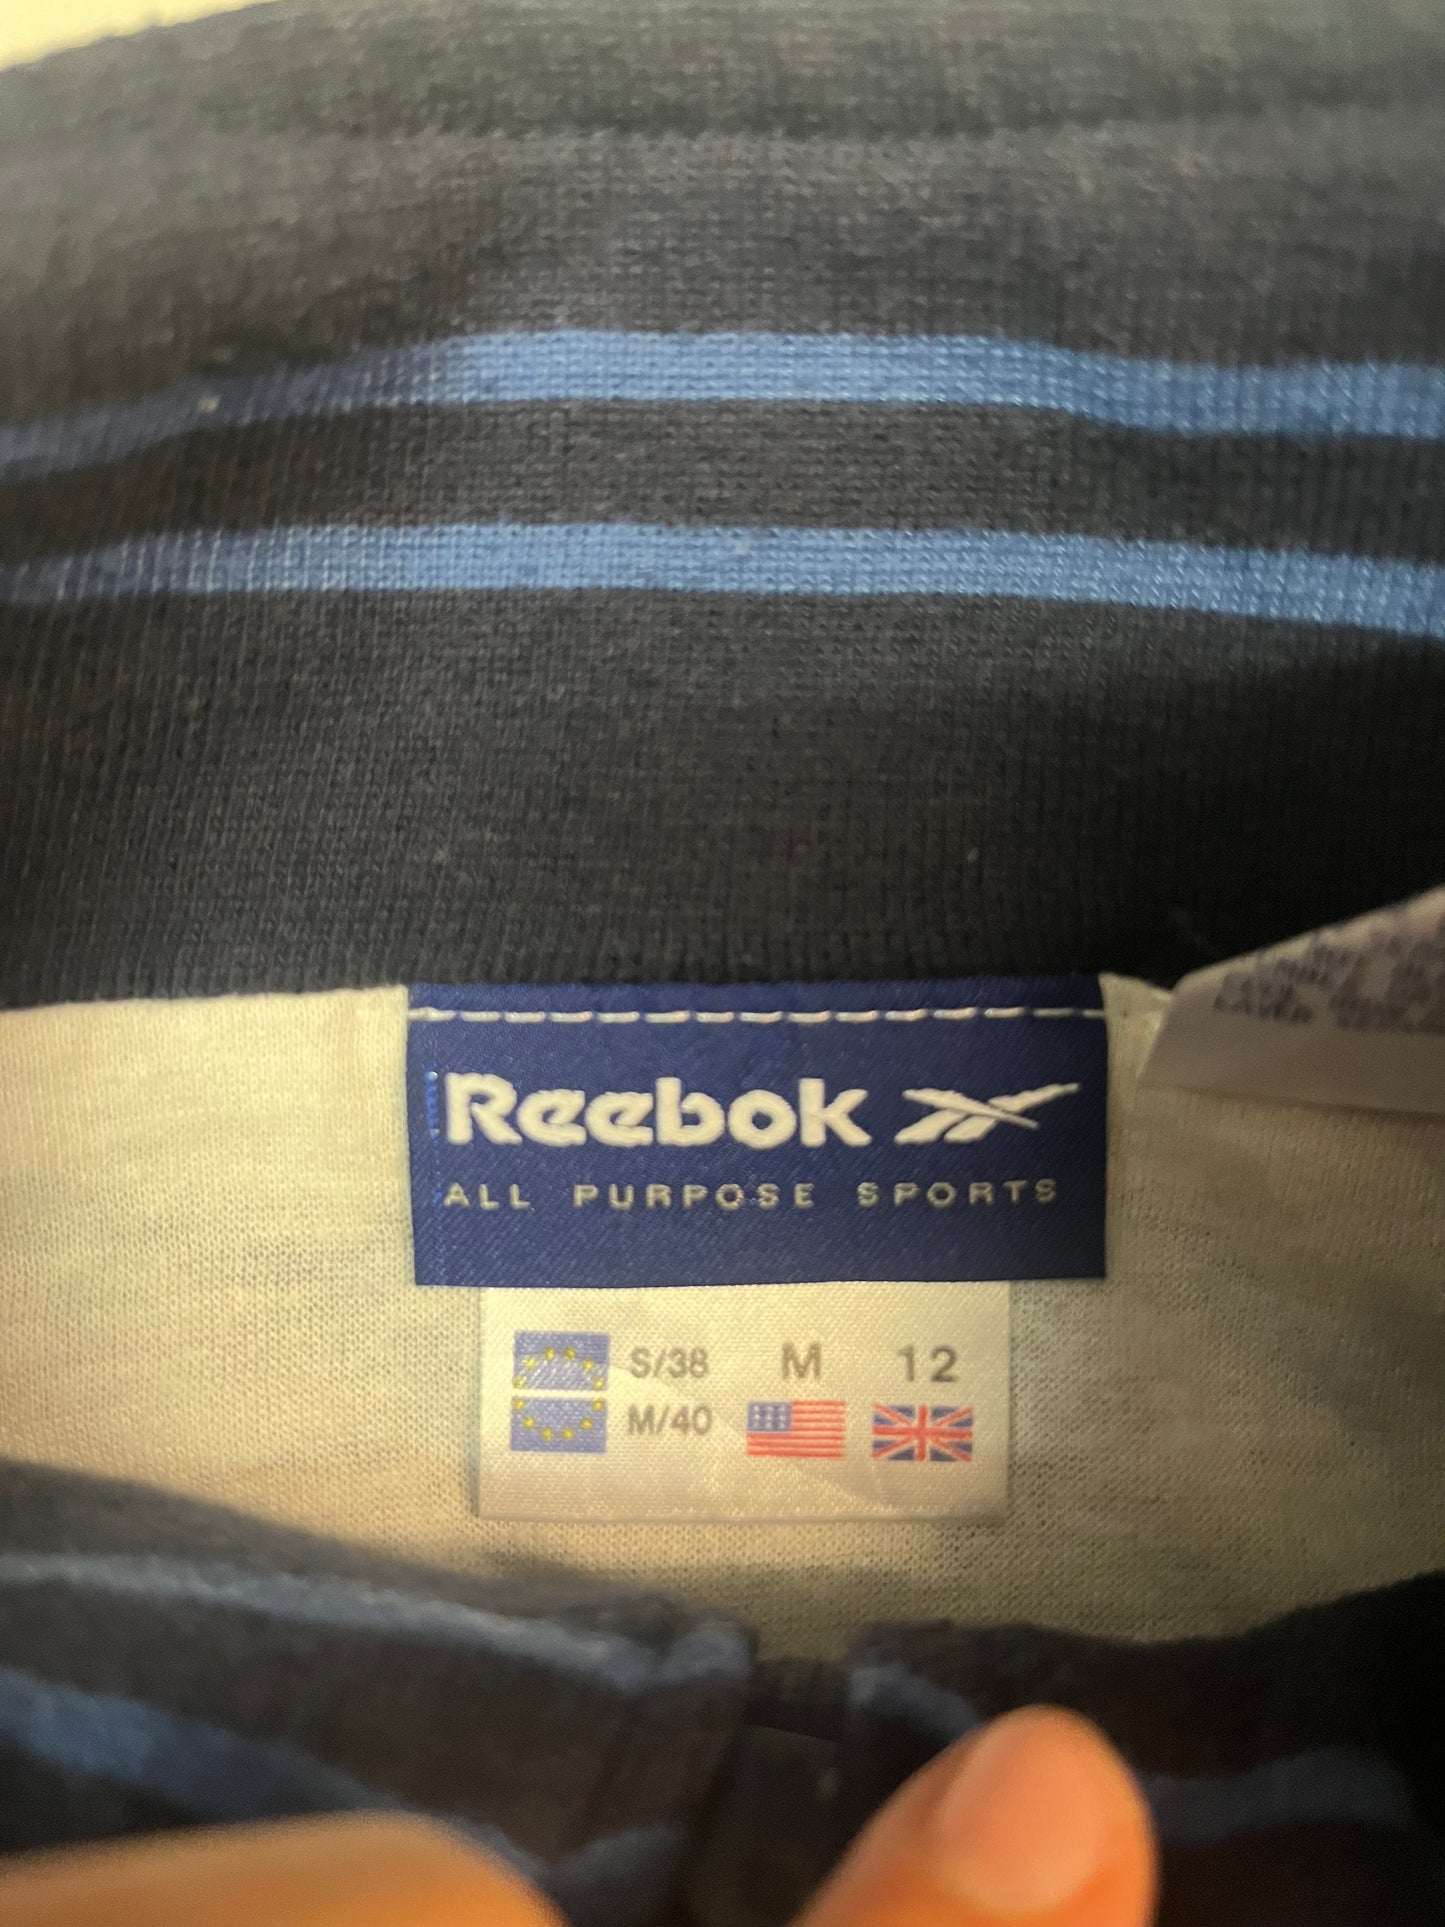 Reebok
ALL PURPOSE SPORTS
S/38 M 12
M/40